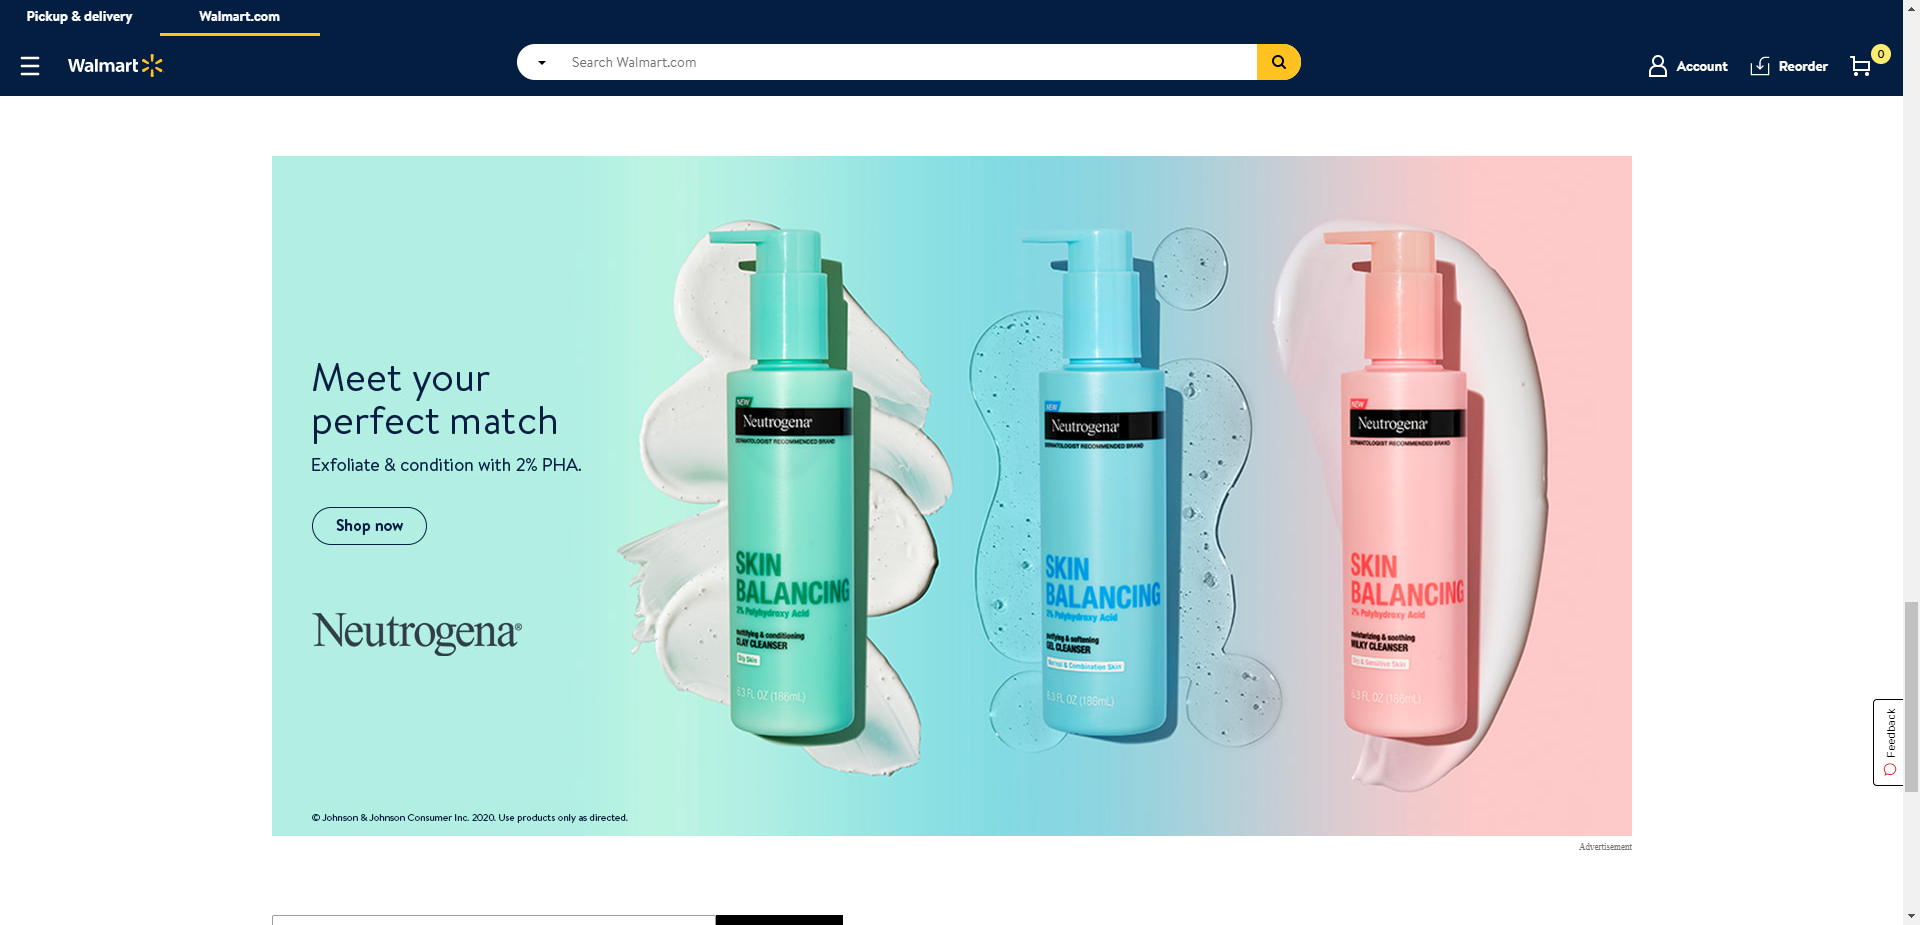 Pickup & delivery
Walmart.com
Walmart
Search Walmart.com
Account
Reorder
0
Meet your
perfect match
Exfoliate & condition with 2% PHA.
Shop now
Neutrogena®
NEW
Neutrogena®
DERMATOLOGIST RECOMMENDED BRAND
SKIN
BALANCING
2% Polyhydroxy Acid
mattifying & conditioning
CLAY CLEANSER
Oily Skin
6.3 FL OZ (186mL)
NEW
Neutrogena®
DERMATOLOGIST RECOMMENDED BRAND
SKIN
BALANCING
2% Polyhydroxy Acid
purifying & softening
GEL CLEANSER
Normal & Combination Skin
6.3 FL OZ (186mL)
NEW
Neutrogena®
DERMATOLOGIST RECOMMENDED BRAND
SKIN
BALANCING
2% Polyhydroxy Acid
moisturizing & soothing
MILKY CLEANSER
Dry & Sensitive Skin
6.3 FL OZ (186mL)
© Johnson & Johnson Consumer Inc. 2020. Use products only as directed.
Advertisement
Feedback